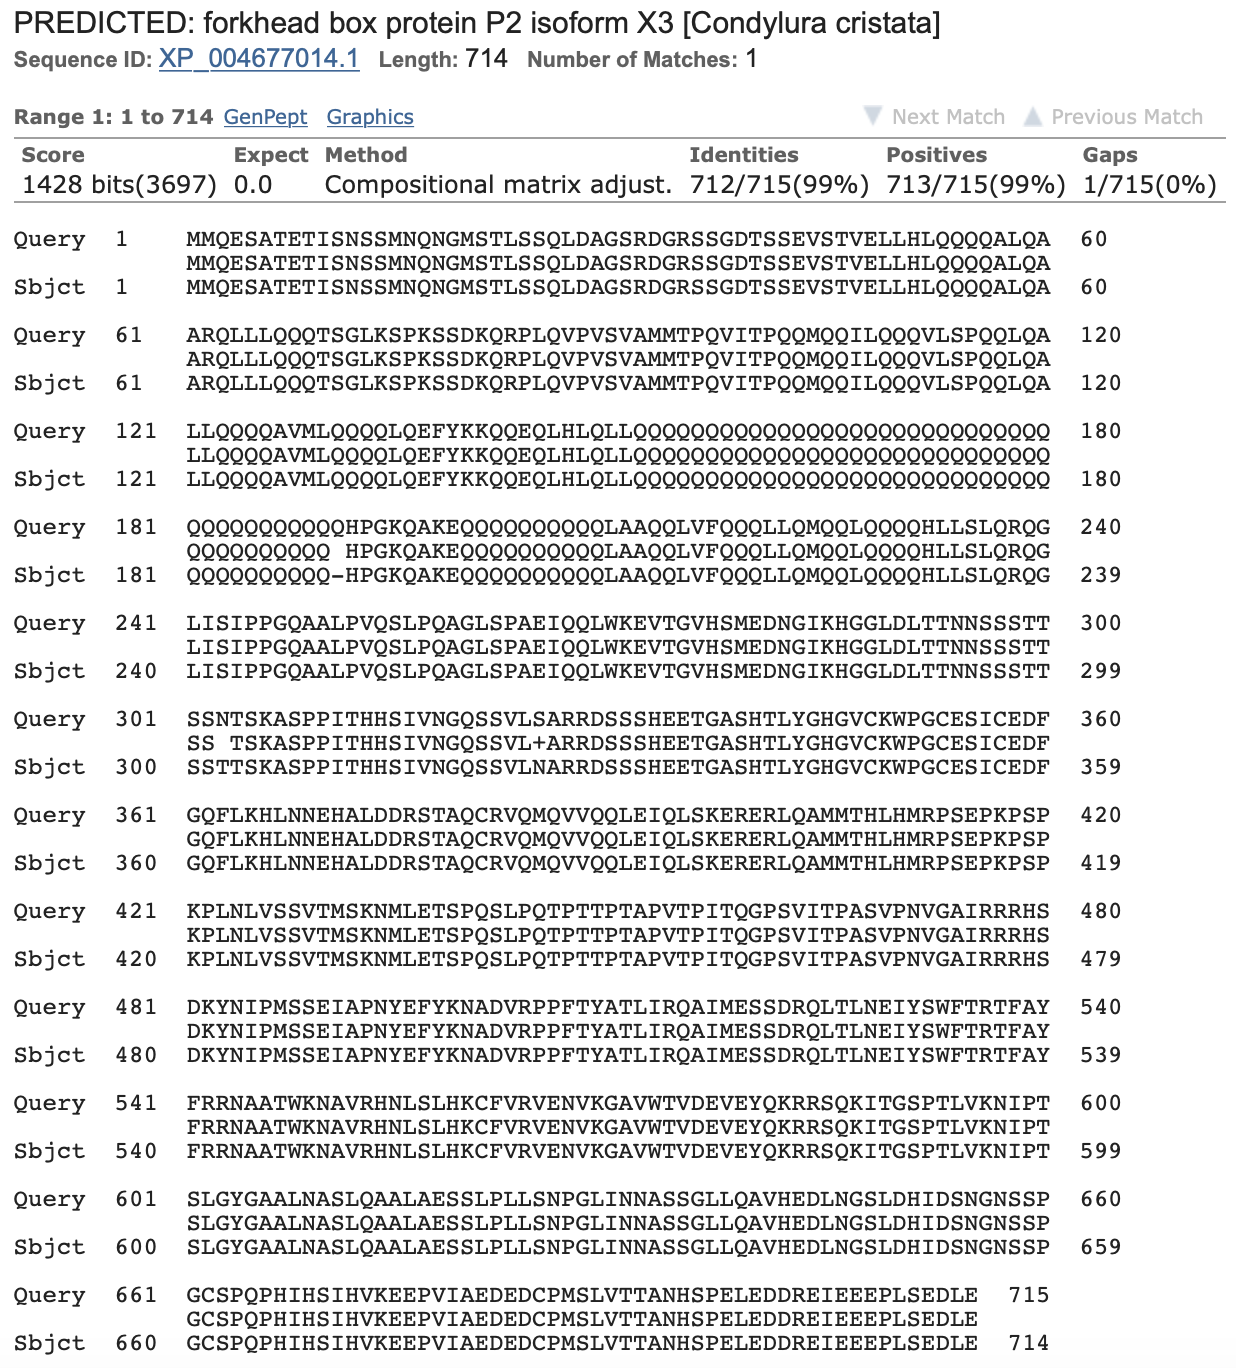 PREDICTED: forkhead box protein P2 isoform X3 [Condylura cristata]
Sequence ID: XP_004677014.1 Length: 714 Number of Matches: 1
Range 1: 1 to 714 GenPept Graphics Next Match Previous Match
Score Expect Method Identities Positives Gaps
1428 bits(3697) 0.0 Compositional matrix adjust. 712/715(99%) 713/715(99%) 1/715(0%)
Query 1 MMQESATETISNSSMNQNGMSTLSSQLDAGSRDGRSSGDTSSEVSTVELLHLQQQQALQA 60
MMQESATETISNSSMNQNGMSTLSSQLDAGSRDGRSSGDTSSEVSTVELLHLQQQQALQA
Sbjct 1 MMQESATETISNSSMNQNGMSTLSSQLDAGSRDGRSSGDTSSEVSTVELLHLQQQQALQA 60
Query 61 ARQLLLQQQTSGLKSPKSSDKQRPLQVPVSVAMMTPQVITPQQMQQILQQQVLSPQQLQA 120
ARQLLLQQQTSGLKSPKSSDKQRPLQVPVSVAMMTPQVITPQQMQQILQQQVLSPQQLQA
Sbjct 61 ARQLLLQQQTSGLKSPKSSDKQRPLQVPVSVAMMTPQVITPQQMQQILQQQVLSPQQLQA 120
Query 121 LLQQQQAVMLQQQQLQEFYKKQQEQLHLQLLQQQQQQQQQQQQQQQQQQQQQQQQQQQQQ 180
LLQQQQAVMLQQQQLQEFYKKQQEQLHLQLLQQQQQQQQQQQQQQQQQQQQQQQQQQQQQ
Sbjct 121 LLQQQQAVMLQQQQLQEFYKKQQEQLHLQLLQQQQQQQQQQQQQQQQQQQQQQQQQQQQQ 180
Query 181 QQQQQQQQQQQHPGKQAKEQQQQQQQQQQLAAQQLVFQQQLLQMQQLQQQQHLLSLQRQG 240
QQQQQQQQQQ HPGKQAKEQQQQQQQQQQLAAQQLVFQQQLLQMQQLQQQQHLLSLQRQG
Sbjct 181 QQQQQQQQQQ-HPGKQAKEQQQQQQQQQQLAAQQLVFQQQLLQMQQLQQQQHLLSLQRQG 239
Query 241 LISIPPGQAALPVQSLPQAGLSPAEIQQLWKEVTGVHSMEDNGIKHGGLDLTTNNSSSTT 300
LISIPPGQAALPVQSLPQAGLSPAEIQQLWKEVTGVHSMEDNGIKHGGLDLTTNNSSSTT
Sbjct 240 LISIPPGQAALPVQSLPQAGLSPAEIQQLWKEVTGVHSMEDNGIKHGGLDLTTNNSSSTT 299
Query 301 SSNTSKASPPITHHSIVNGQSSVLSARRDSSSHEETGASHTLYGHGVCKWPGCESICEDF 360
SS TSKASPPITHHSIVNGQSSVL+ARRDSSSHEETGASHTLYGHGVCKWPGCESICEDF
Sbjct 300 SSTTSKASPPITHHSIVNGQSSVLNARRDSSSHEETGASHTLYGHGVCKWPGCESICEDF 359
Query 361 GQFLKHLNNEHALDDRSTAQCRVQMQVVQQLEIQLSKERERLQAMMTHLHMRPSEPKPSP 420
GQFLKHLNNEHALDDRSTAQCRVQMQVVQQLEIQLSKERERLQAMMTHLHMRPSEPKPSP
Sbjct 360 GQFLKHLNNEHALDDRSTAQCRVQMQVVQQLEIQLSKERERLQAMMTHLHMRPSEPKPSP 419
Query 421 KPLNLVSSVTMSKNMLETSPQSLPQTPTTPTAPVTPITQGPSVITPASVPNVGAIRRRHS 480
KPLNLVSSVTMSKNMLETSPQSLPQTPTTPTAPVTPITQGPSVITPASVPNVGAIRRRHS
Sbjct 420 KPLNLVSSVTMSKNMLETSPQSLPQTPTTPTAPVTPITQGPSVITPASVPNVGAIRRRHS 479
Query 481 DKYNIPMSSEIAPNYEFYKNADVRPPFTYATLIRQAIMESSDRQLTLNEIYSWFTRTFAY 540
DKYNIPMSSEIAPNYEFYKNADVRPPFTYATLIRQAIMESSDRQLTLNEIYSWFTRTFAY
Sbjct 480 DKYNIPMSSEIAPNYEFYKNADVRPPFTYATLIRQAIMESSDRQLTLNEIYSWFTRTFAY 539
Query 541 FRRNAATWKNAVRHNLSLHKCFVRVENVKGAVWTVDEVEYQKRRSQKITGSPTLVKNIPT 600
FRRNAATWKNAVRHNLSLHKCFVRVENVKGAVWTVDEVEYQKRRSQKITGSPTLVKNIPT
Sbjct 540 FRRNAATWKNAVRHNLSLHKCFVRVENVKGAVWTVDEVEYQKRRSQKITGSPTLVKNIPT 599
Query 601 SLGYGAALNASLQAALAESSLPLLSNPGLINNASSGLLQAVHEDLNGSLDHIDSNGNSSP 660
SLGYGAALNASLQAALAESSLPLLSNPGLINNASSGLLQAVHEDLNGSLDHIDSNGNSSP
Sbjct 600 SLGYGAALNASLQAALAESSLPLLSNPGLINNASSGLLQAVHEDLNGSLDHIDSNGNSSP 659
Query 661 GCSPQPHIHSIHVKEEPVIAEDEDCPMSLVTTANHSPELEDDREIEEEPLSEDLE 715
GCSPQPHIHSIHVKEEPVIAEDEDCPMSLVTTANHSPELEDDREIEEEPLSEDLE
Sbjct 660 GCSPQPHIHSIHVKEEPVIAEDEDCPMSLVTTANHSPELEDDREIEEEPLSEDLE 714